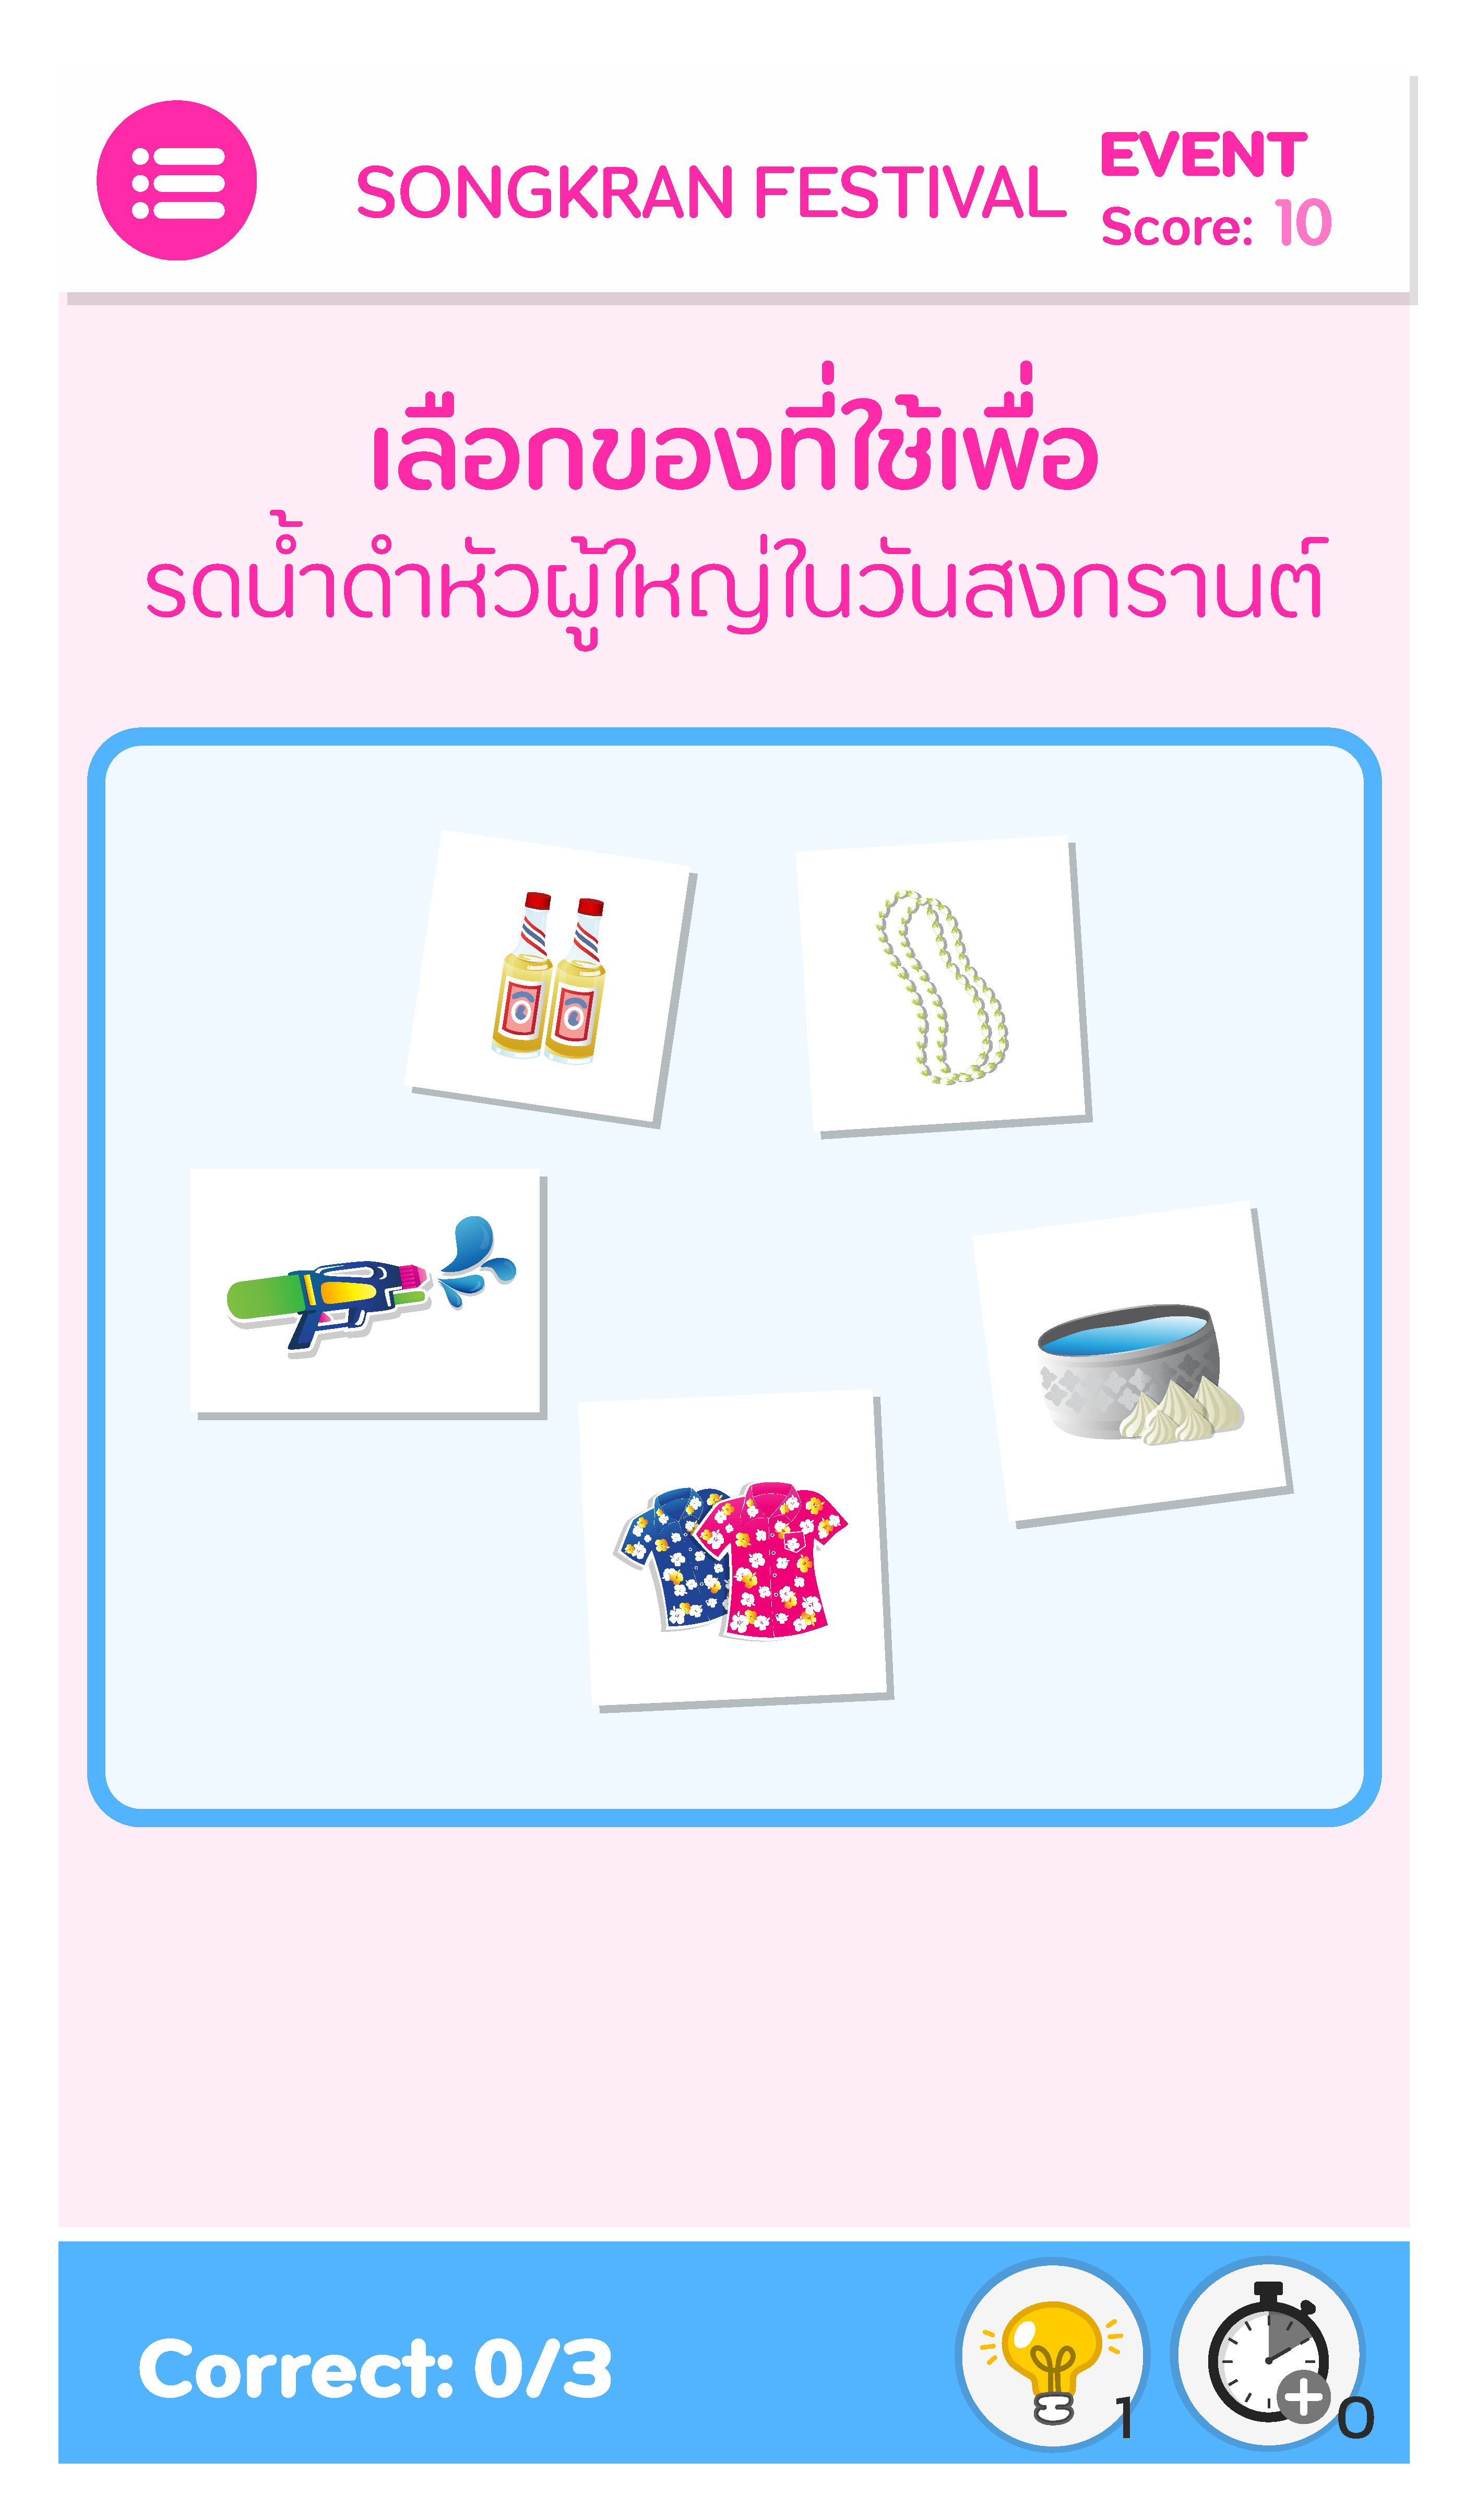 SONGKRAN FESTIVAL
EVENT
Score: 10
เลือกของที่ใช้เพื่อ
รดน้ำดำหัวผู้ใหญ่ในวันสงกรานต์
Correct: 0/3
1
0